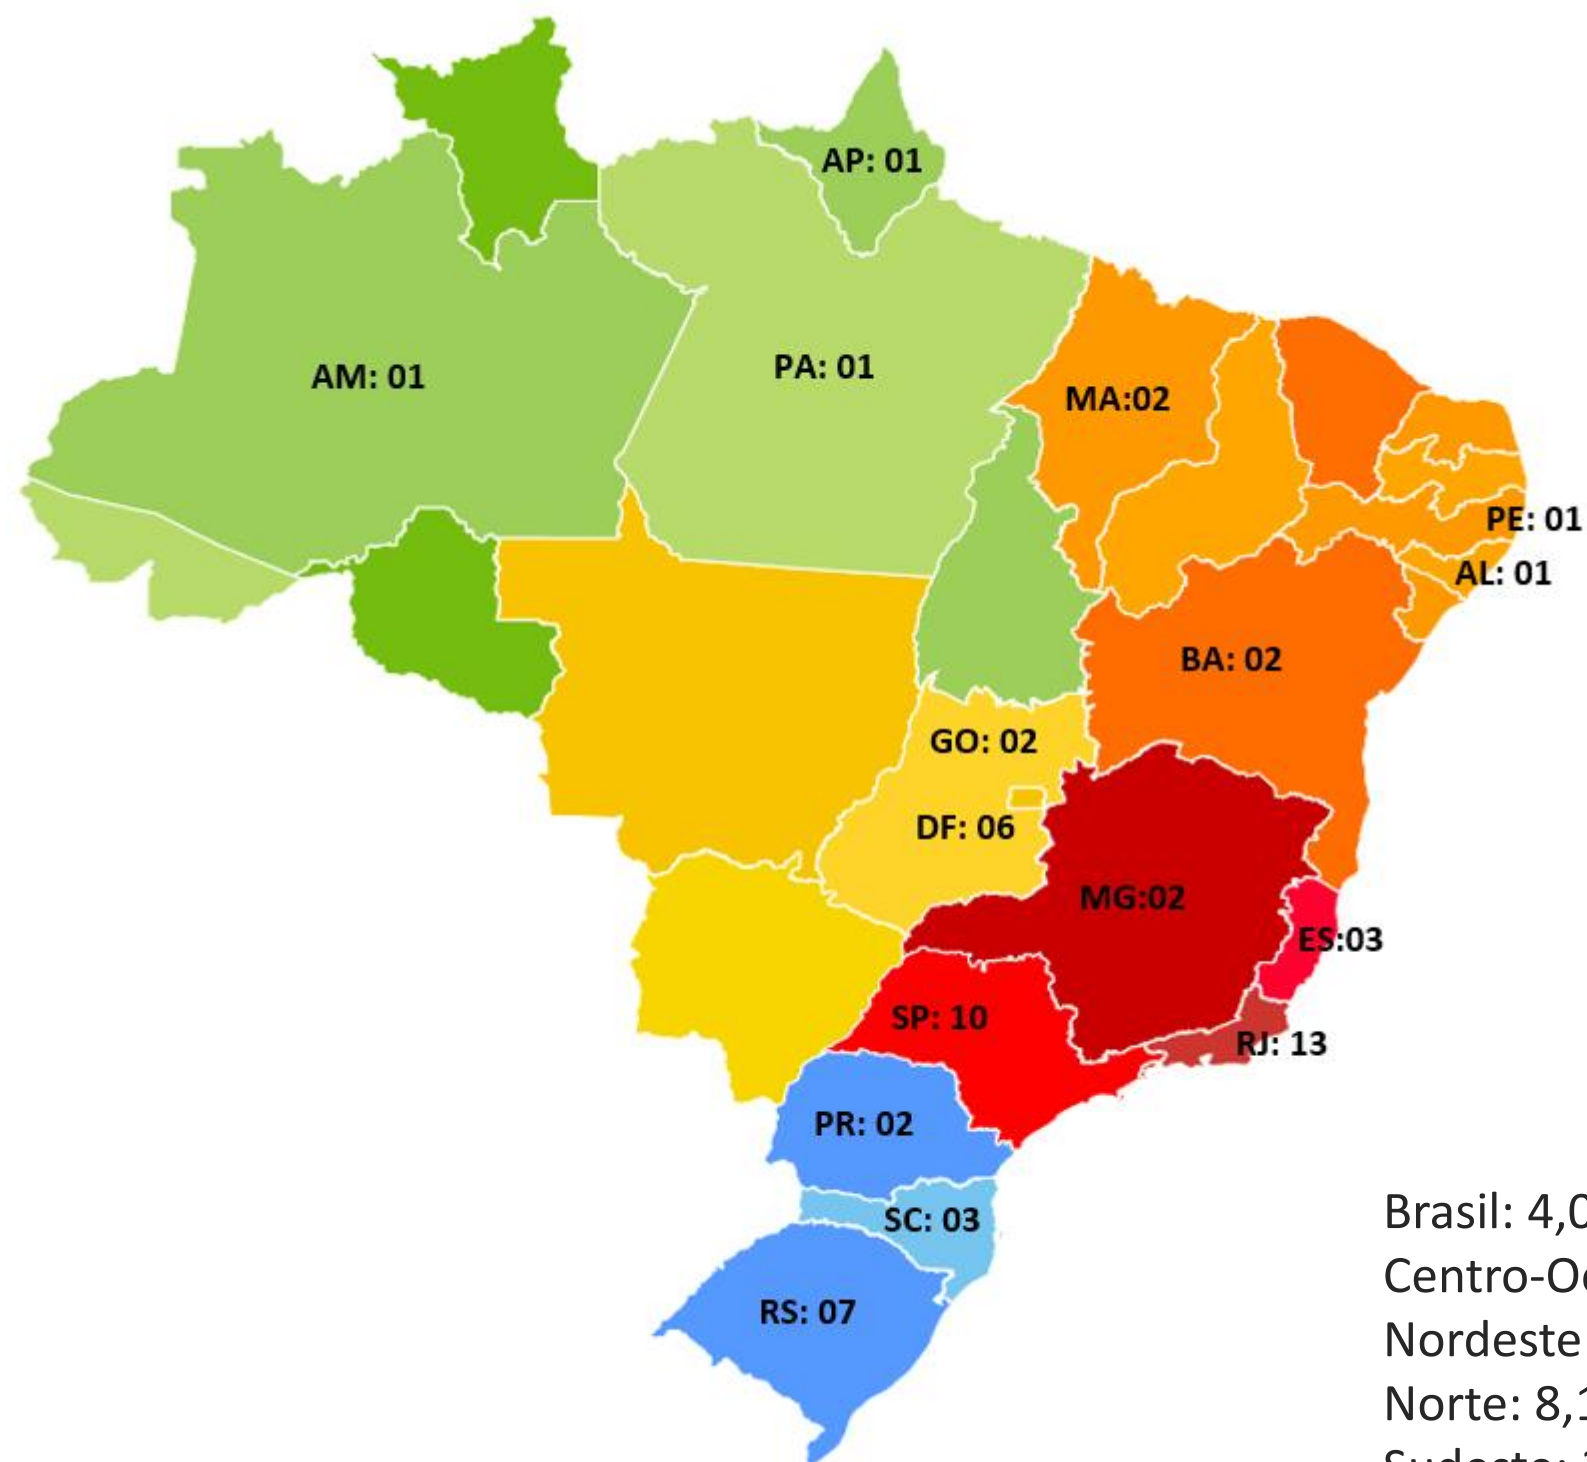 AP: 01
AM: 01
PA: 01
MA:02
PE: 01
AL: 01
BA: 02
GO: 02
DF: 06
MG:02
ES:03
SP: 10
RJ: 13
PR: 02
SC: 03
RS: 07
Brasil: 4,0
Centro-O
Nordeste
Norte: 8,1
Sudeste: